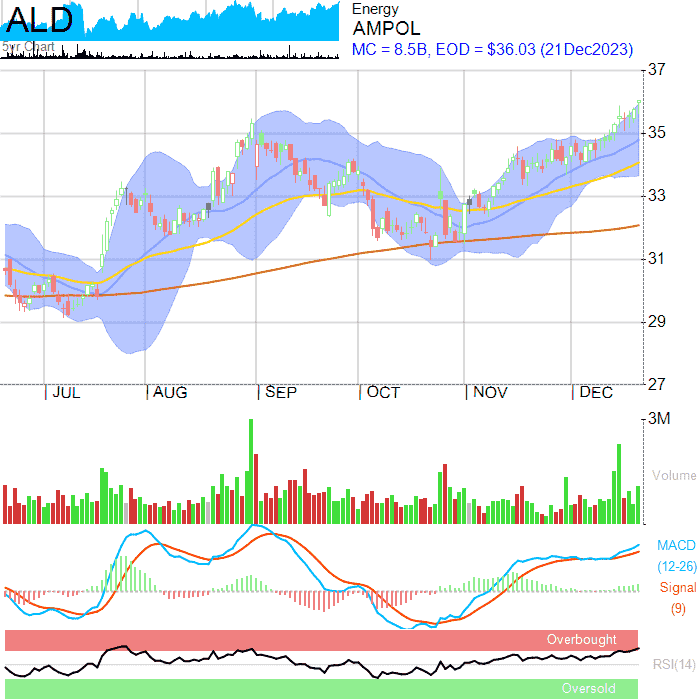 ALD
5yr Chart
Energy
AMPOL
MC = 8.5B, EOD = $36.03 (21Dec2023)
37
35
33
31
29
27
JUL AUG SEP OCT NOV DEC
3M
Volume
MACD
(12-26)
Signal
(9)
Overbought
RSI(14)
Oversold